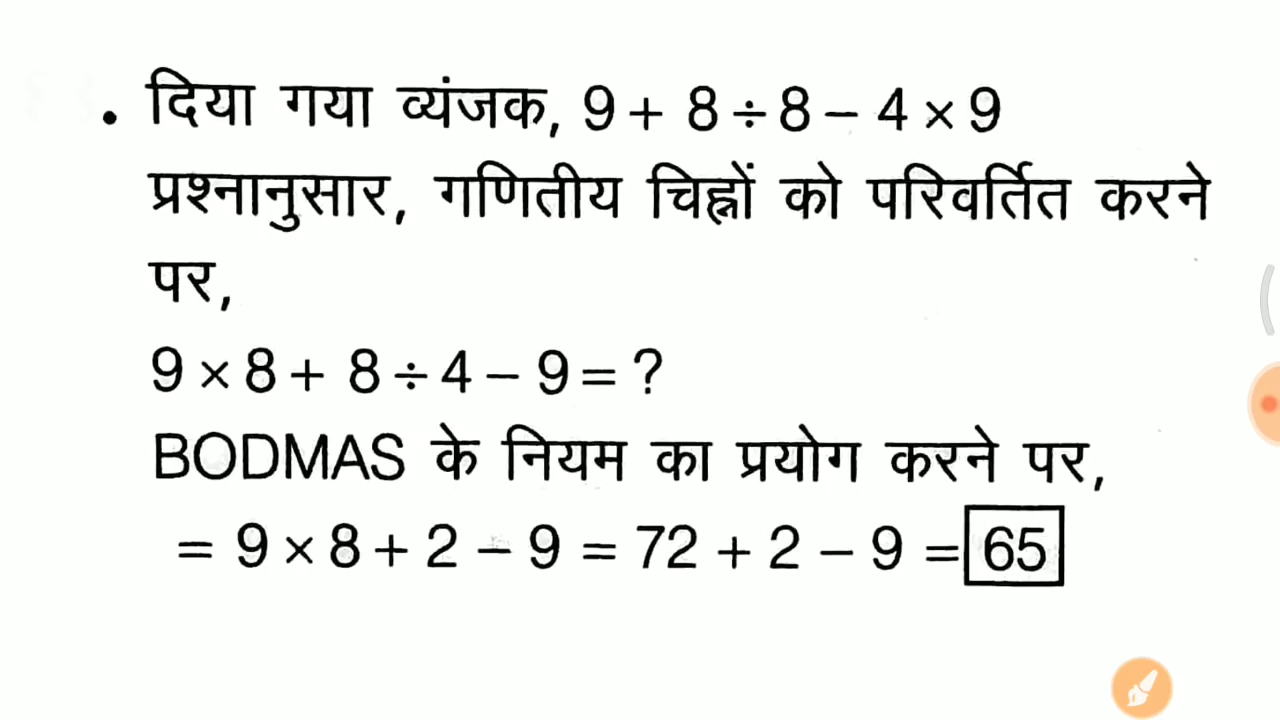 . दिया गया व्यंजक, 9 + 8 ÷ 8 – 4 × 9
प्रश्नानुसार, गणितीय चिह्नों को परिवर्तित करने
पर,
9 × 8 + 8 ÷ 4 – 9 = ?
BODMAS के नियम का प्रयोग करने पर,
= 9 × 8 + 2 – 9 = 72 + 2 – 9 = 65